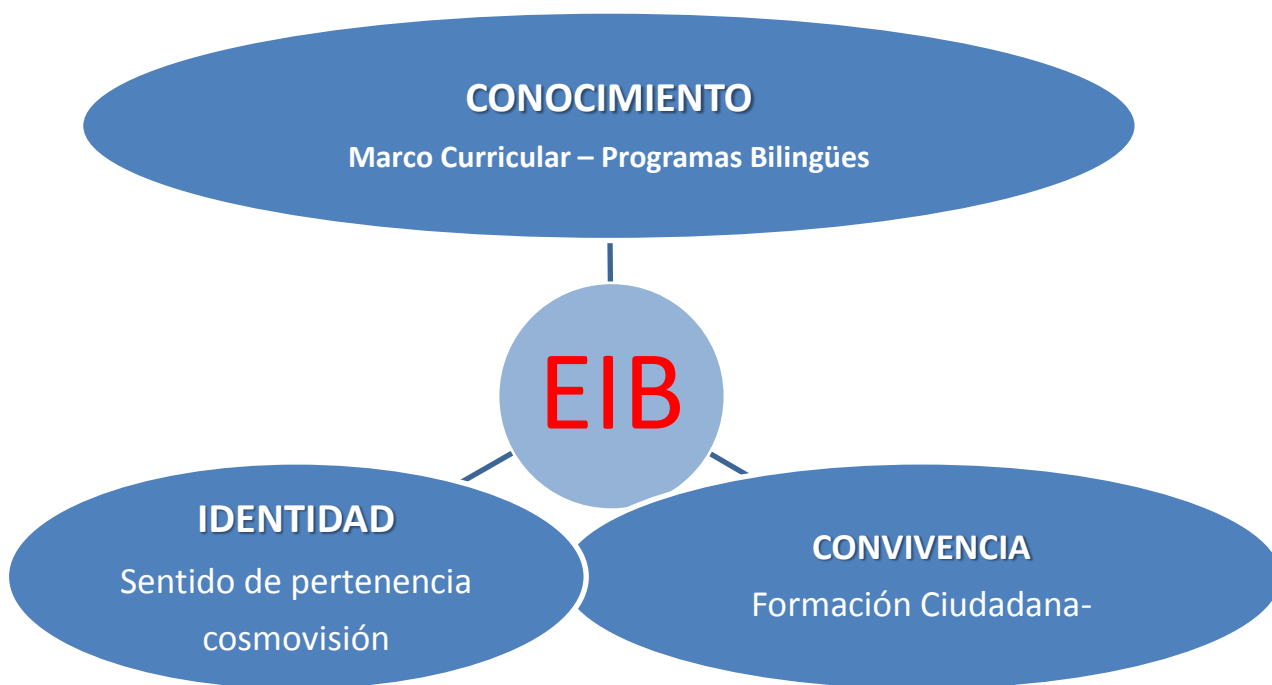 CONOCIMIENTO
Marco Curricular – Programas Bilingües
EIB
IDENTIDAD
Sentido de pertenencia
cosmovisión
CONVIVENCIA
Formación Ciudadana-